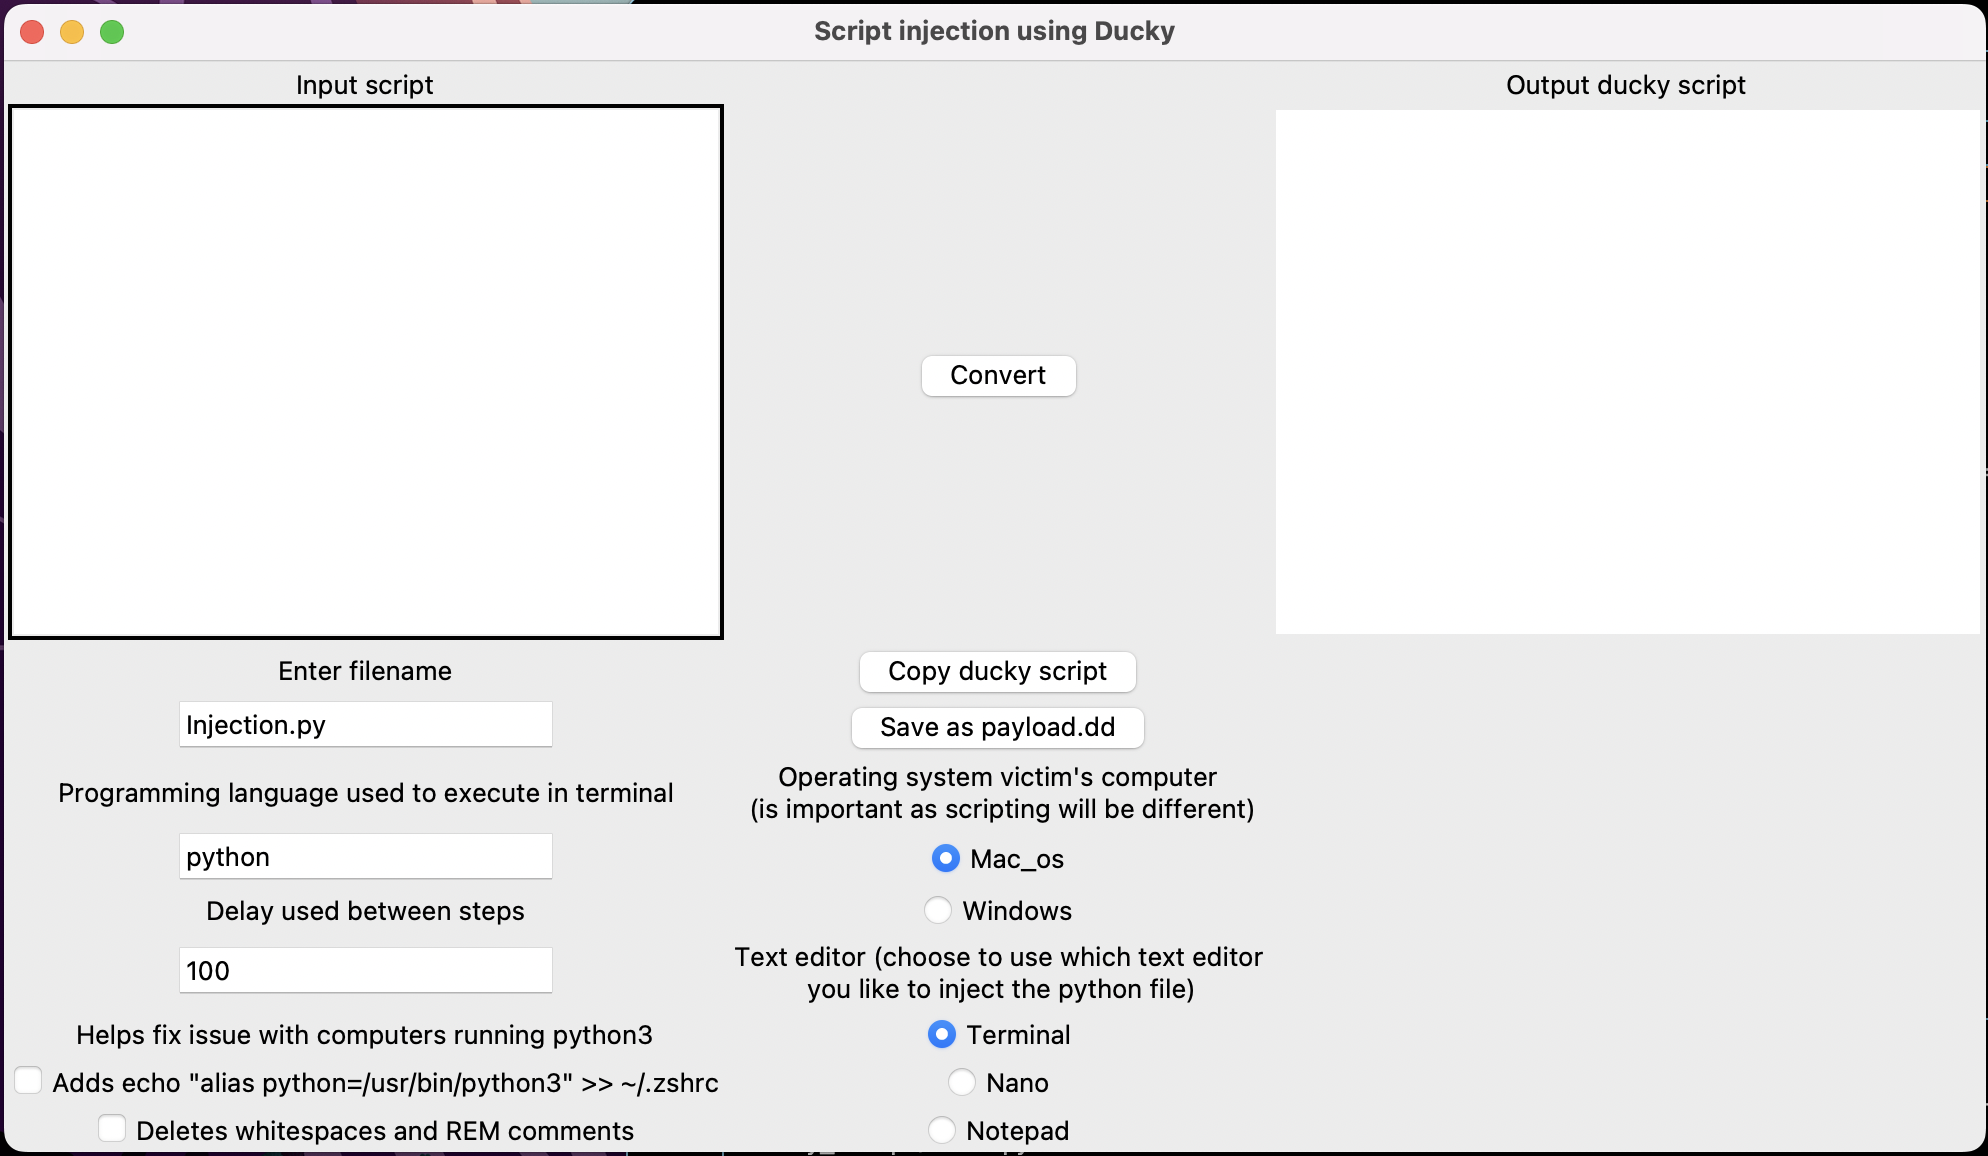 Script injection using Ducky
Input script
Output ducky script
Convert
Enter filename
Injection.py
Programming language used to execute in terminal
python
Delay used between steps
100
Helps fix issue with computers running python3
Adds echo "alias python=/usr/bin/python3" >> ~/.zshrc
Deletes whitespaces and REM comments
Copy ducky script
Save as payload.dd
Operating system victim's computer
(is important as scripting will be different)
Mac_os
Windows
Text editor (choose to use which text editor
you like to inject the python file)
Terminal
Nano
Notepad